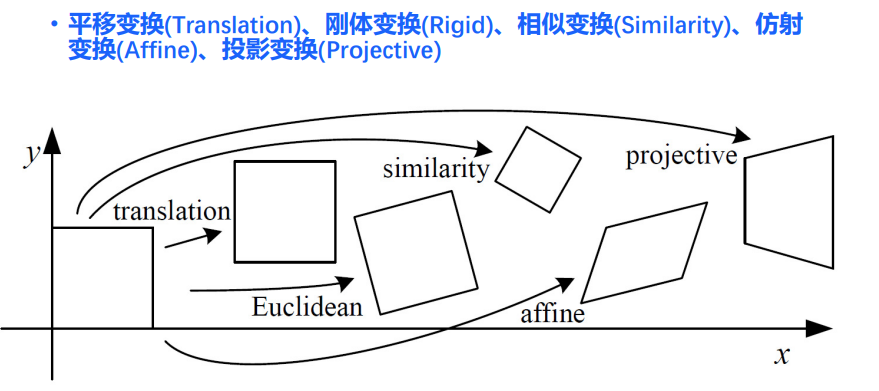 • 平移变换(Translation)、刚体变换(Rigid)、相似变换(Similarity)、仿射
变换(Affine)、投影变换(Projective)
y
similarity
projective
translation
Euclidean
affine
x